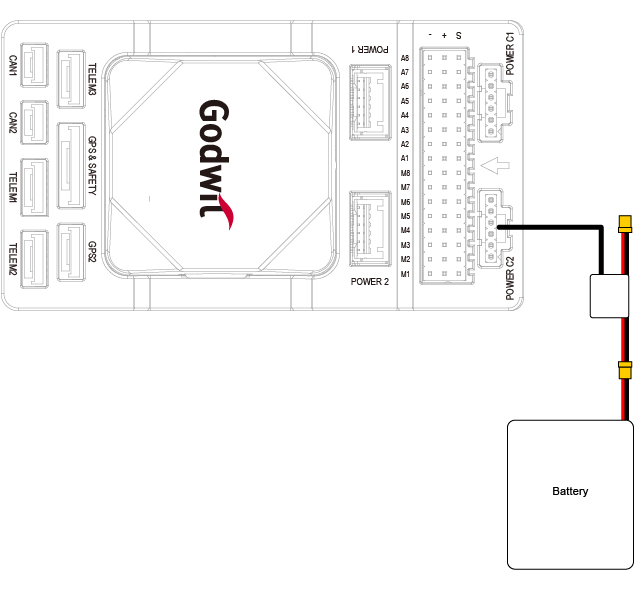 CAN1
CAN2
TELEM1
TELEM2
TELEM3
GPS & SAFETY
GPS2
Godwit
POWER 1
POWER 2
- + S
A8
A7
A6
A5
A4
A3
A2
A1
M8
M7
M6
M5
M4
M3
M2
M1
POWER C1
POWER C2
Battery